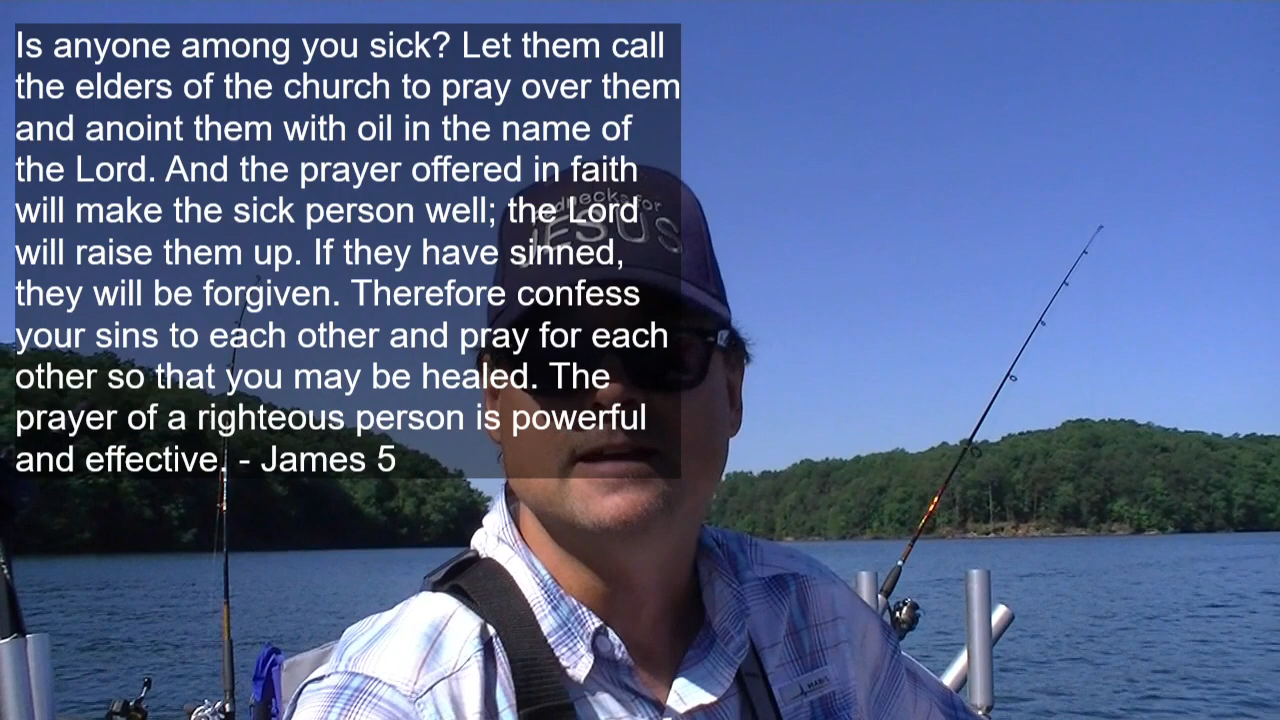 Is anyone among you sick? Let them call
the elders of the church to pray over them
and anoint them with oil in the name of
the Lord. And the prayer offered in faith
will make the sick person well; the Lord
will raise them up. If they have sinned,
they will be forgiven. Therefore confess
your sins to each other and pray for each
other so that you may be healed. The
prayer of a righteous person is powerful
and effective. - James 5
for
JESUS